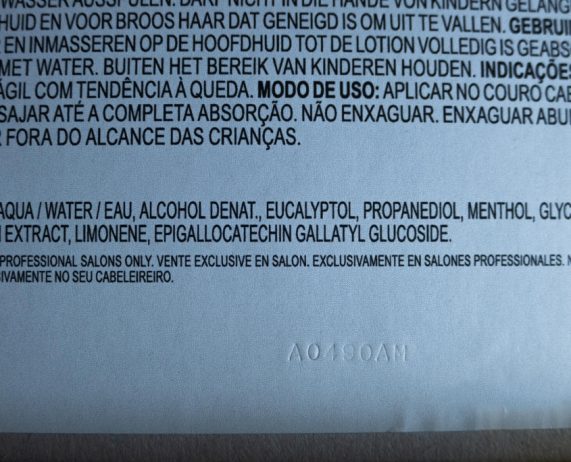 WASSER AUSSPÜLEN. DARF NICHT IN DIE HÄNDE VON KINDERN GELANG
HUID EN VOOR BROOS HAAR DAT GENEIGD IS OM UIT TE VALLEN. GEBRUI
EN INMASSEREN OP DE HOOFDHUID TOT DE LOTION VOLLEDIG IS GEABS
MET WATER. BUITEN HET BEREIK VAN KINDEREN HOUDEN. INDICAÇÕES
ÁGIL COM TENDÊNCIA À QUEDA. MODO DE USO: APLICAR NO COURO CAB
SAJAR ATÉ A COMPLETA ABSORÇÃO. NÃO ENXAGUAR. ENXAGUAR ABU
FORA DO ALCANCE DAS CRIANÇAS.
AQUA / WATER / EAU, ALCOHOL DENAT., EUCALYPTOL, PROPANEDIOL, MENTHOL, GLYC
EXTRACT, LIMONENE, EPIGALLOCATECHIN GALLATYL GLUCOSIDE.
PROFESSIONAL SALONS ONLY. VENTE EXCLUSIVE EN SALON. EXCLUSIVAMENTE EN SALONES PROFESSIONALES.
SIVAMENTE NO SEU CABELEIREIRO.
A0490AM